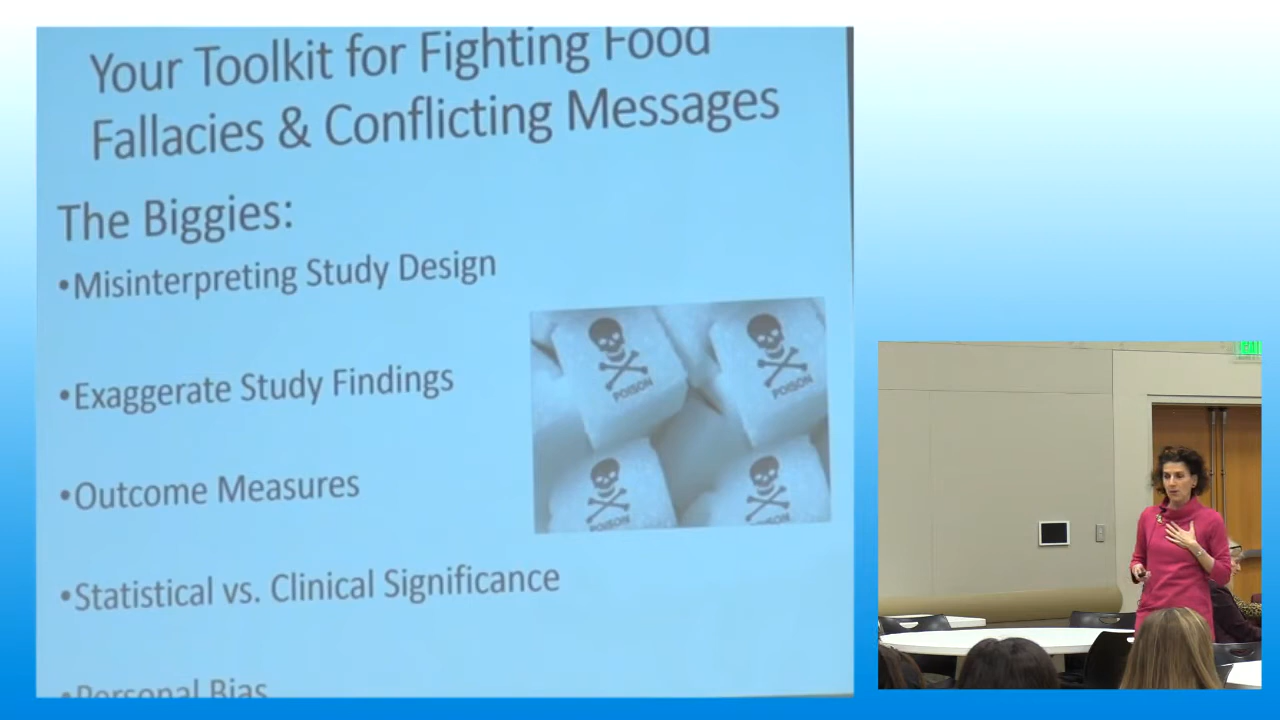 Your Toolkit for Fighting Food
Fallacies & Conflicting Messages
The Biggies:
•Misinterpreting Study Design
•Exaggerate Study Findings
•Outcome Measures
•Statistical vs. Clinical Significance
•Personal Bias
POISON
POISON
POISON
POISON